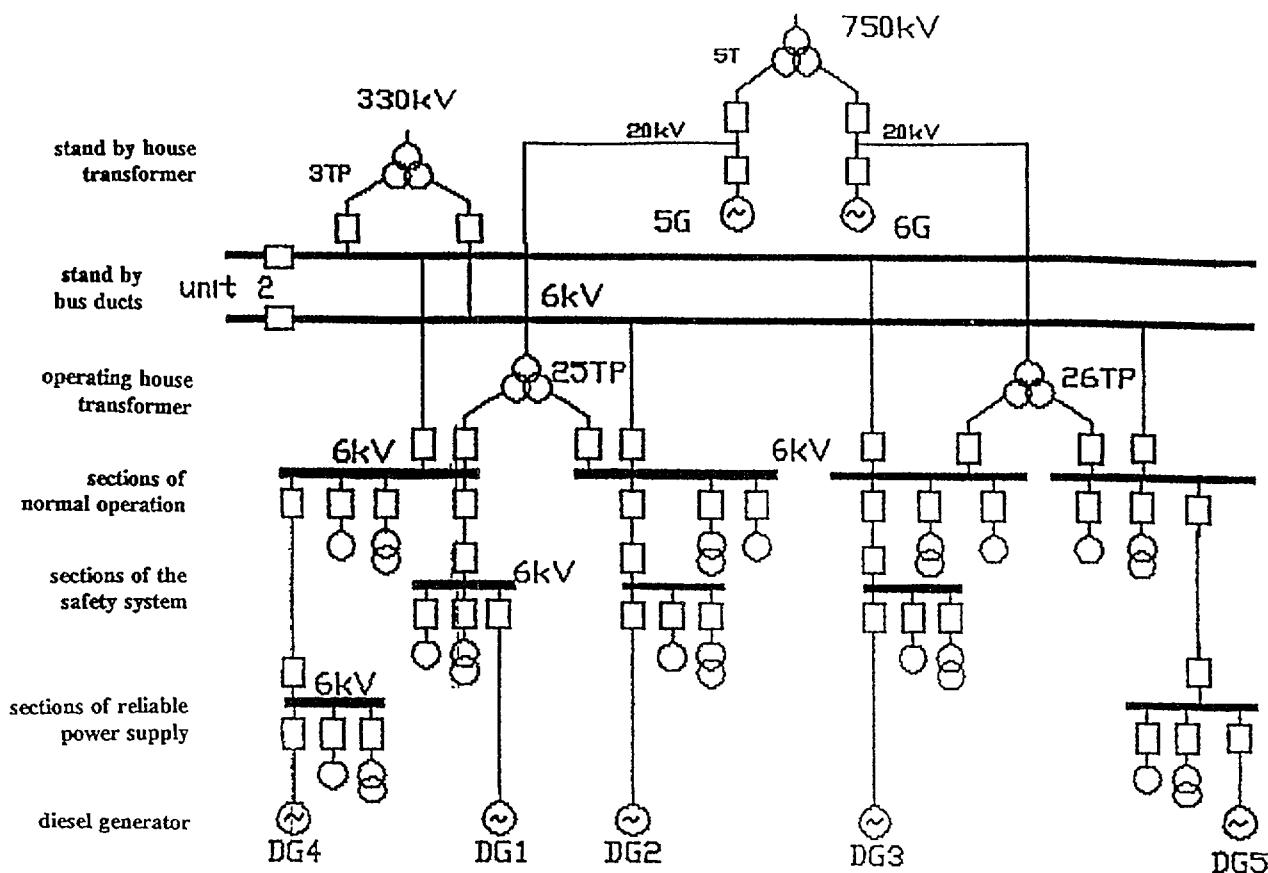 750kV
5T
330kV
20kV
20kV
stand by house
transformer
3TP
5G
6G
stand by
bus ducts
unit 2
6kV
operating house
transformer
25TP
26TP
6kV
6kV
sections of
normal operation
sections of the
safety system
6kV
sections of reliable
power supply
6kV
diesel generator
DG4
DG1
DG2
DG3
DG5